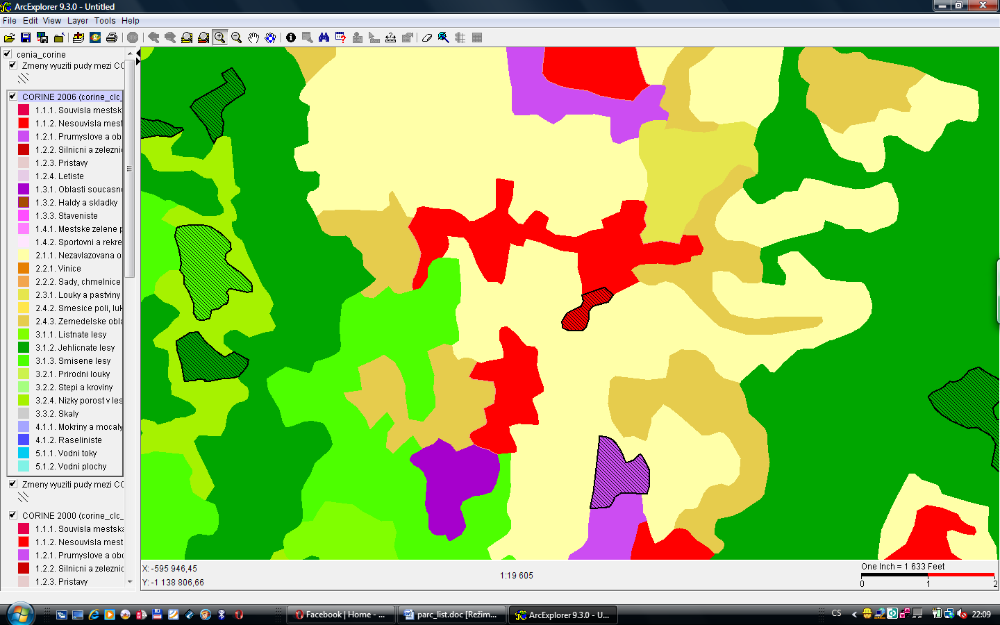 ArcExplorer 9.3.0 - Untitled
File Edit View Layer Tools Help
cenia_corine
Zmeny vyuziti pudy mezi CO
CORINE 2006 (corine_clc_
1.1.1. Souvisla mestsk
1.1.2. Nesouvisla mest
1.2.1. Prumyslove a ob
1.2.2. Silnicni a zeleznic
1.2.3. Pristavy
1.2.4. Letiste
1.3.1. Oblasti soucasne
1.3.2. Haldy a skladky
1.3.3. Staveniste
1.4.1. Mestske zelene p
1.4.2. Sportovni a rekre
2.1.1. Nezavlazovana o
2.2.1. Vinice
2.2.2. Sady, chmelnice
2.3.1. Louky a pastviny
2.4.2. Smesice poli, luk
2.4.3. Zemedelske obla
3.1.1. Listnate lesy
3.1.2. Jehlicnate lesy
3.1.3. Smisene lesy
3.2.1. Prirodni louky
3.2.2. Stepi a kroviny
3.2.4. Nizky porost v les
3.3.2. Skaly
4.1.1. Mokriny a mocaly
4.1.2. Raseliniste
5.1.1. Vodni toky
5.1.2. Vodni plochy
Zmeny vyuziti pudy mezi CO
CORINE 2000 (corine_clc_
1.1.1. Souvisla mestska
1.1.2. Nesouvisla mest
1.2.1. Prumyslove a obc
1.2.2. Silnicni a zeleznic
1.2.3. Pristavy
X: -595 946,45
Y: -1 138 806,66
1:19 605
One Inch = 1 633 Feet
0 1 2
Facebook | Home - ...
parc_list.doc [Režim...
ArcExplorer 9.3.0 - U...
CS
22:09